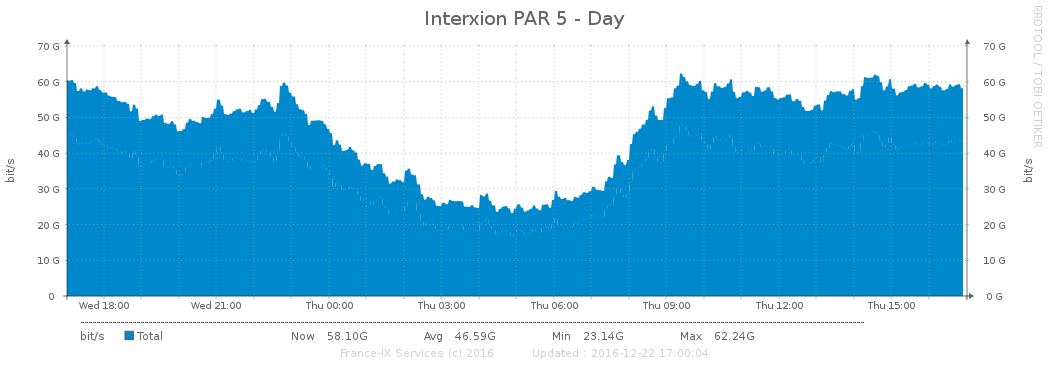 Interxion PAR 5 - Day
RRDTOOL / TOBI OETIKER
70 G 70 G
60 G 60 G
50 G 50 G
40 G 40 G
30 G 30 G
20 G 20 G
10 G 10 G
0 0 G
bit/s
bit/s
Wed 18:00 Wed 21:00 Thu 00:00 Thu 03:00 Thu 06:00 Thu 09:00 Thu 12:00 Thu 15:00
bit/s Total Now 58.10G Avg 46.59G Min 23.14G Max 62.24G
France-IX Services (c) 2016 Updated : 2016-12-22 17:00:04